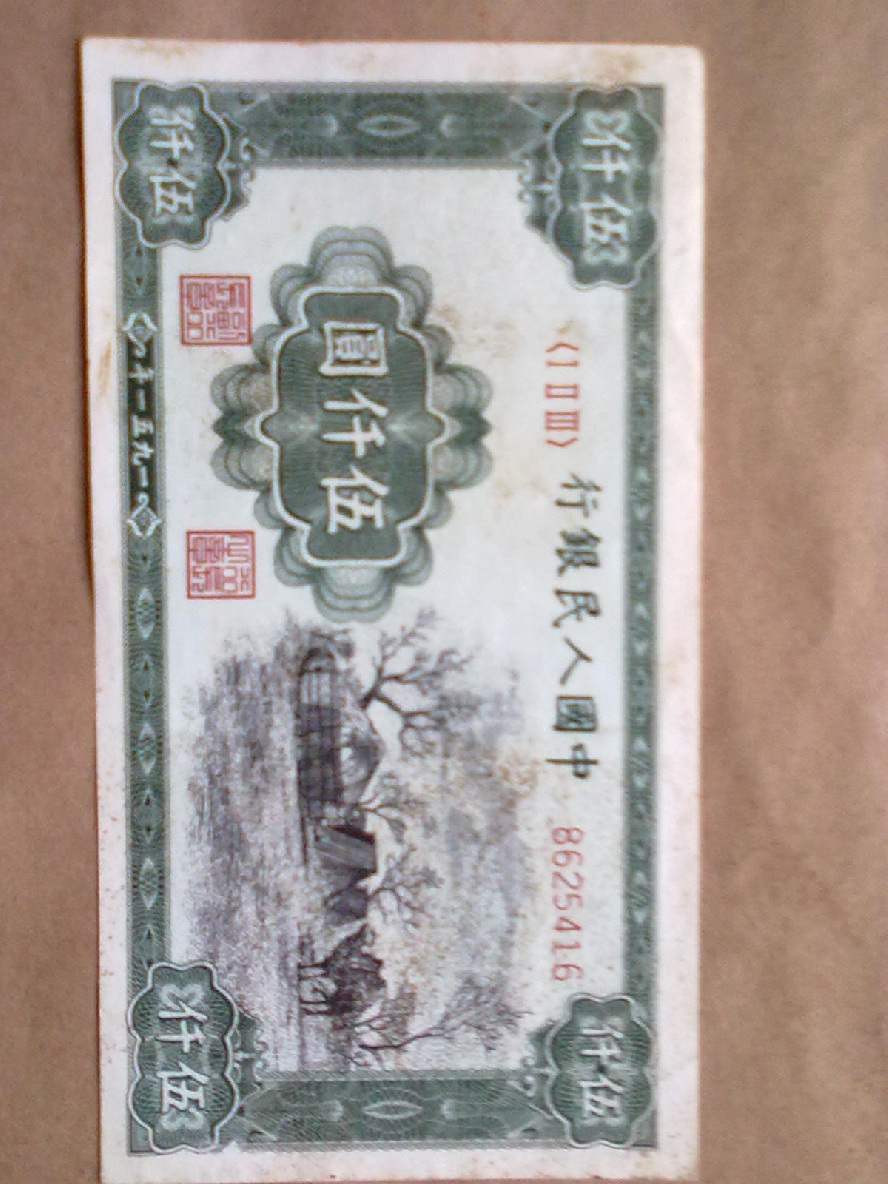 伍仟
伍仟
中國人民銀行
〈I II III〉
8625416
伍仟圓
伍仟
伍仟
一九五一年